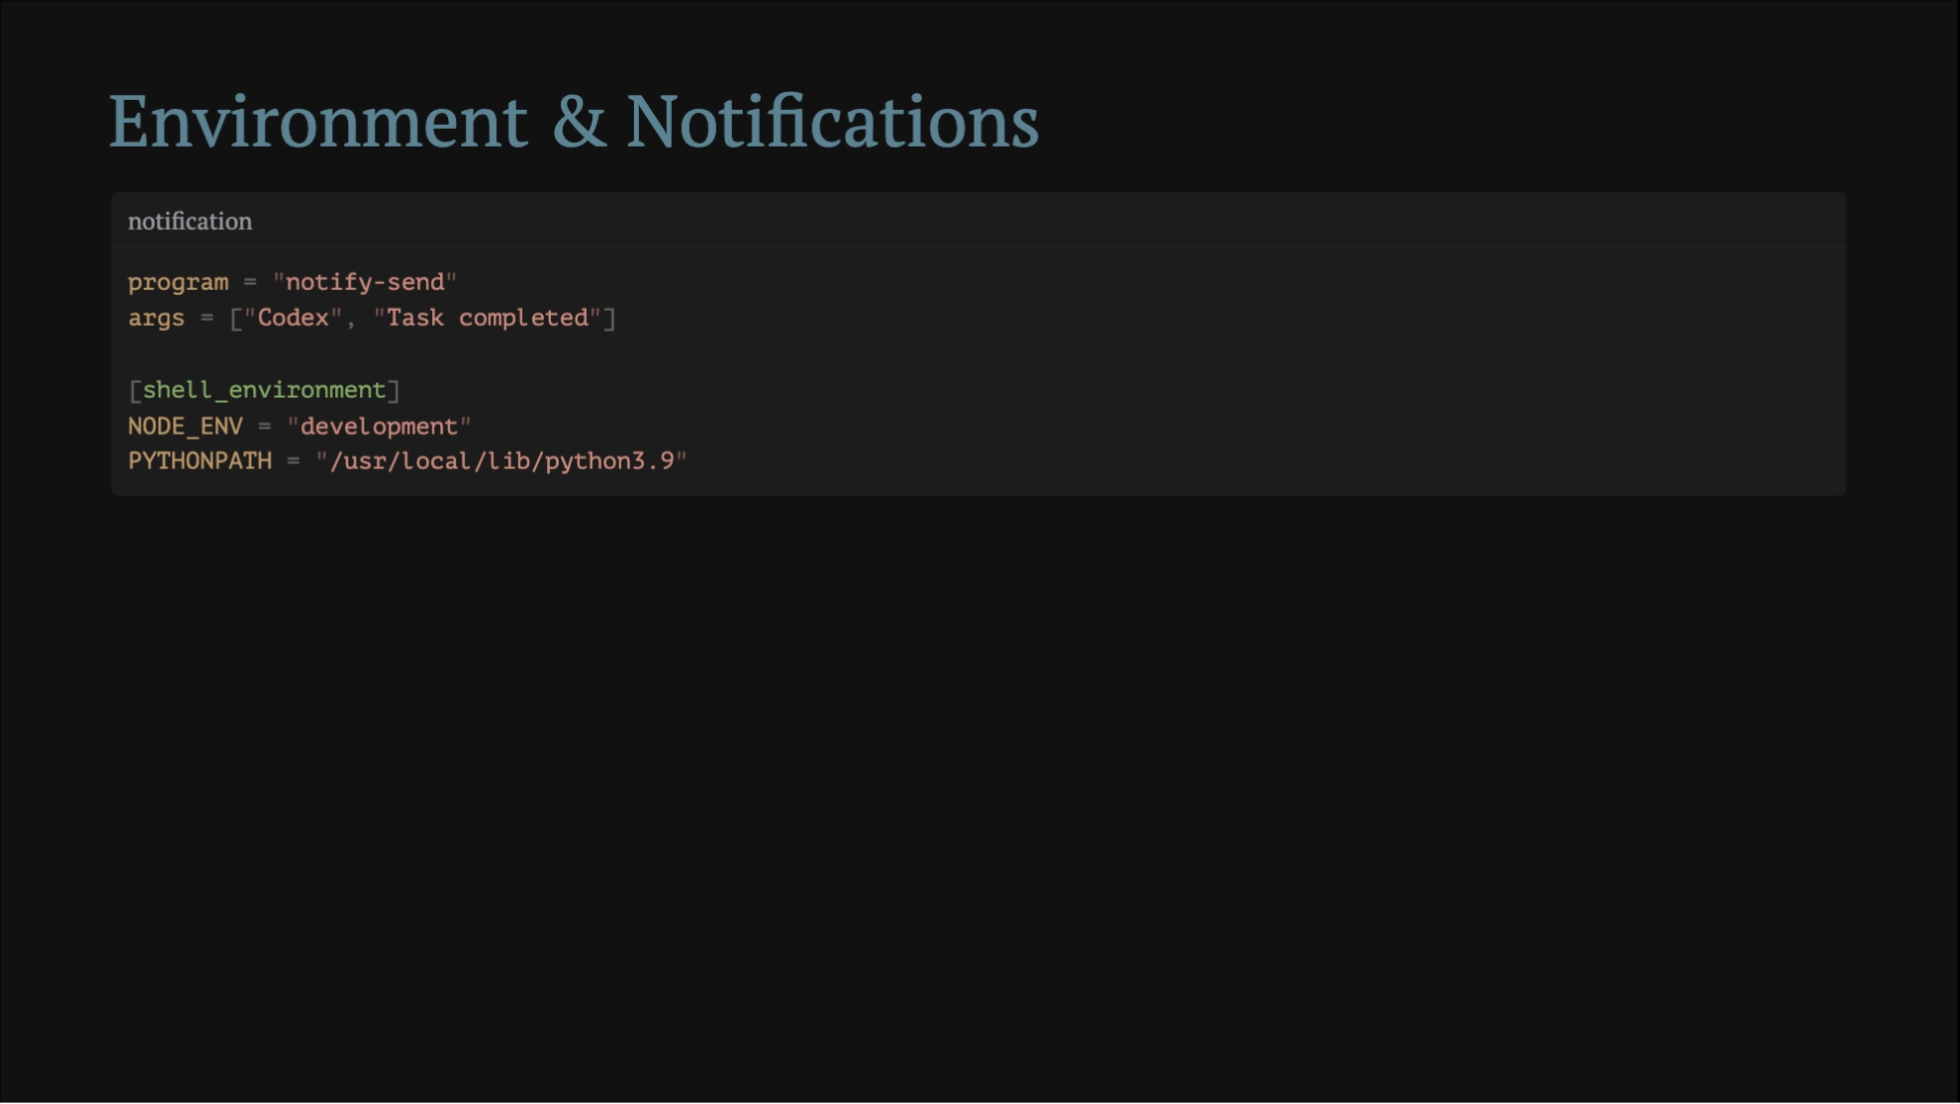 Environment & Notifications
notification
program = "notify-send"
args = ["Codex", "Task completed"]
[shell_environment]
NODE_ENV = "development"
PYTHONPATH = "/usr/local/lib/python3.9"